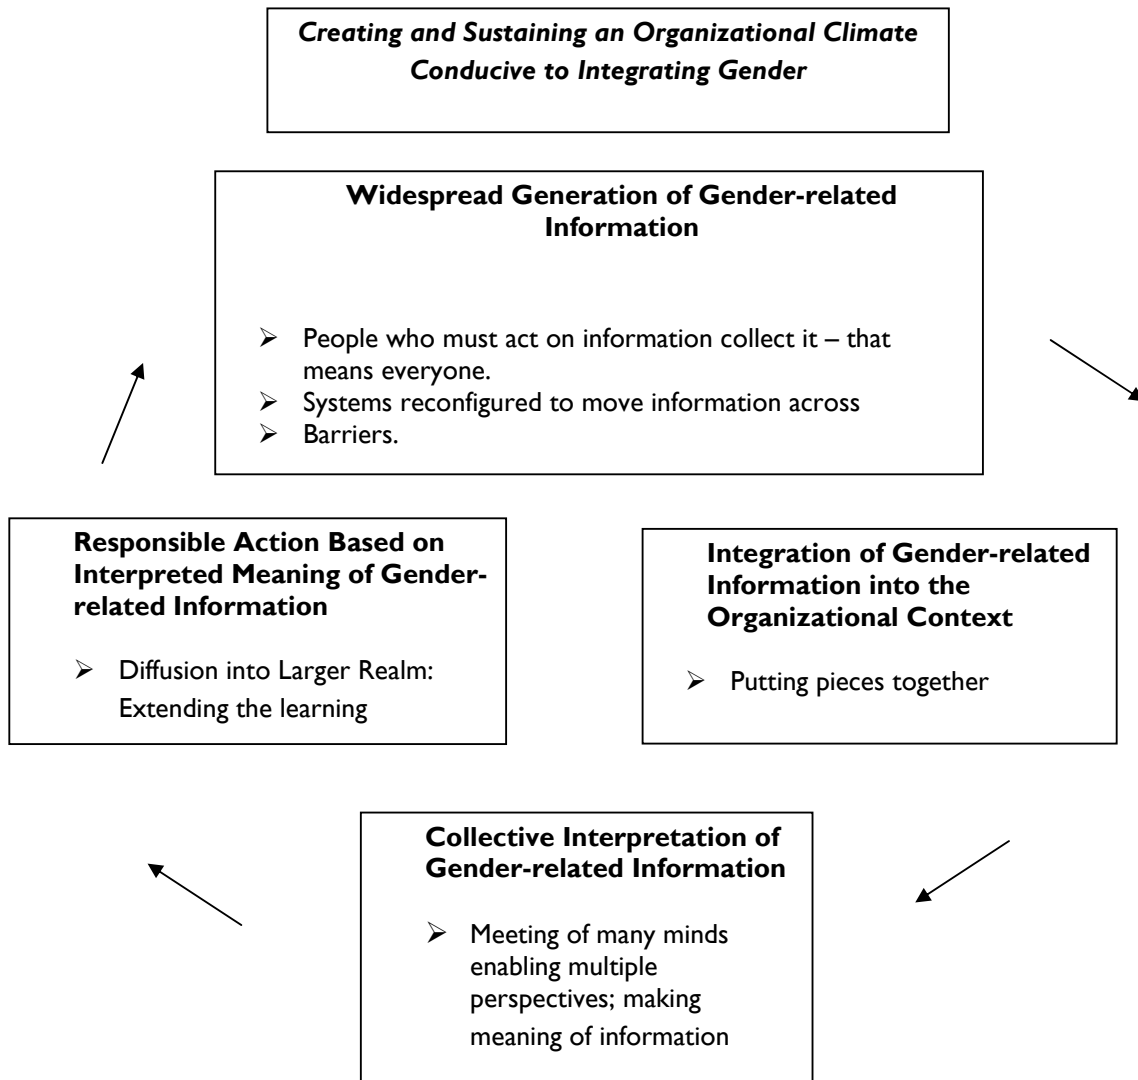 Creating and Sustaining an Organizational Climate
Conducive to Integrating Gender
Widespread Generation of Gender-related
Information
➢ People who must act on information collect it – that
means everyone.
➢ Systems reconfigured to move information across
➢ Barriers.
Responsible Action Based on
Interpreted Meaning of Gender-
related Information
➢ Diffusion into Larger Realm:
Extending the learning
Integration of Gender-related
Information into the
Organizational Context
➢ Putting pieces together
Collective Interpretation of
Gender-related Information
➢ Meeting of many minds
enabling multiple
perspectives; making
meaning of information